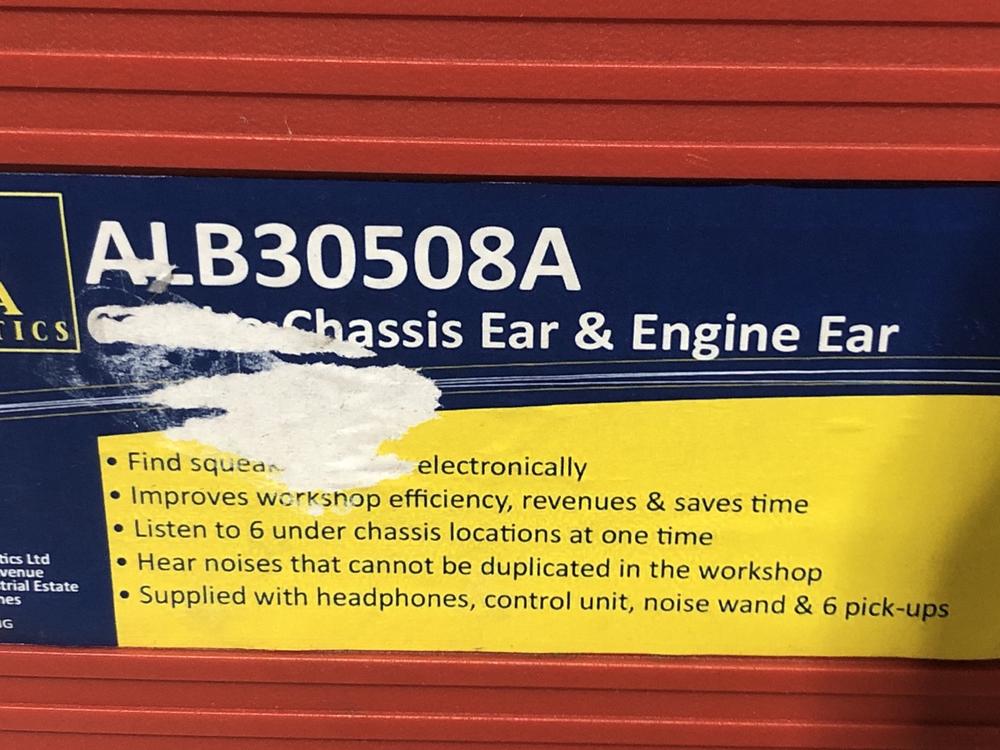 A
TICS
ALB30508A
Chassis Ear & Engine Ear
• Find electronically
• Improves workshop efficiency, revenues & saves time
• Listen to 6 under chassis locations at one time
• Hear noises that cannot be duplicated in the workshop
• Supplied with headphones, control unit, noise wand & 6 pick-ups
tics Ltd
venue
trial Estate
nes
G